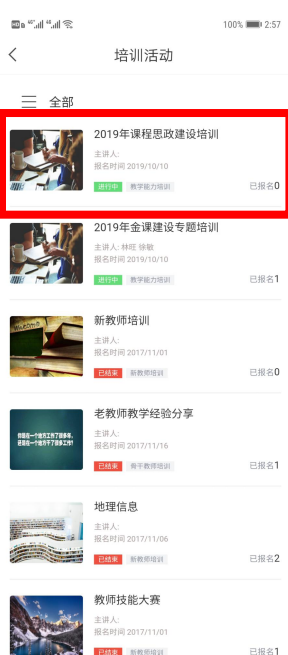 100% 2:57
培训活动
全部
2019年课程思政建设培训
主讲人:
报名时间 2019/10/10
进行中 教学能力培训 已报名0
2019年金课建设专题培训
主讲人: 林旺 徐敏
报名时间 2019/10/10
进行中 教学能力培训 已报名1
Welcome
新教师培训
主讲人:
报名时间 2017/11/01
已结束 新教师培训 已报名0
老教师教学经验分享
主讲人:
报名时间 2017/11/16
已结束 骨干教师培训 已报名1
地理信息
主讲人:
报名时间 2017/11/06
已结束 新教师培训 已报名2
教师技能大赛
主讲人:
报名时间 2017/11/01
已结束 新教师培训 已报名1